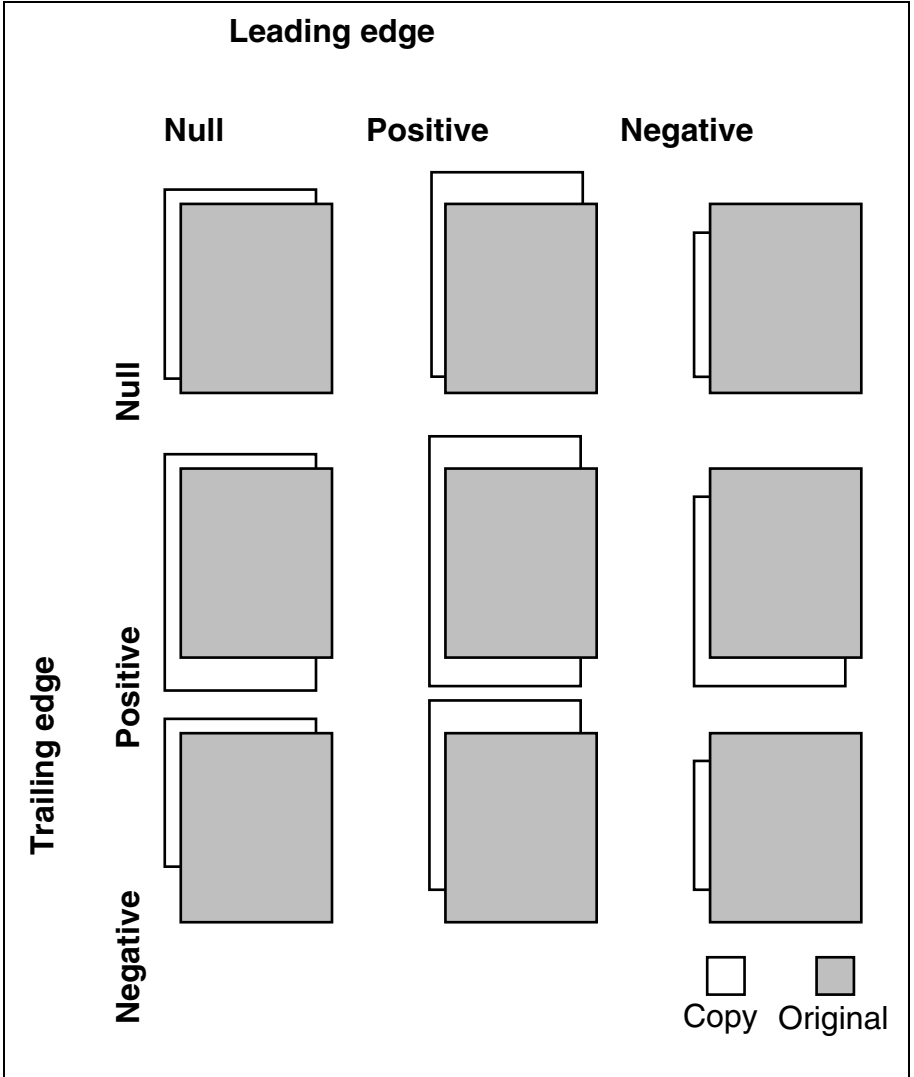 Leading edge
Null
Positive
Negative
Null
Positive
Trailing edge
Negative
Copy
Original